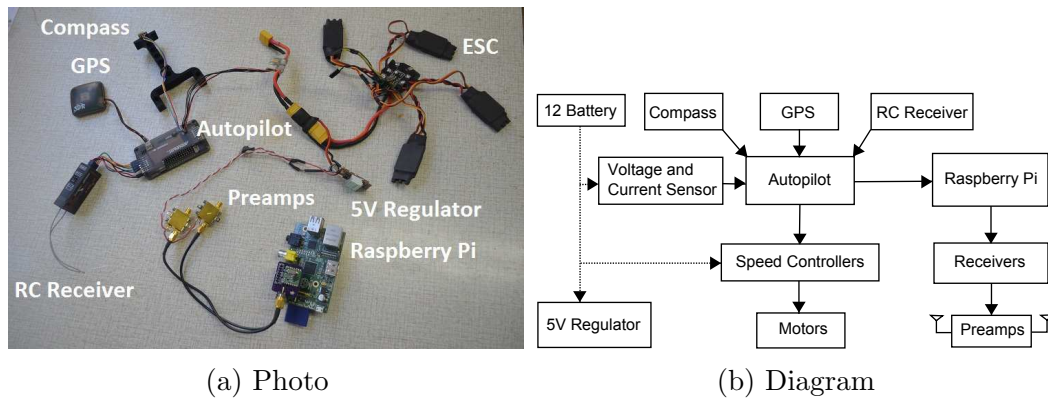 Compass
GPS
ESC
Autopilot
Preamps
5V Regulator
Raspberry Pi
RC Receiver
12 Battery
Compass
GPS
RC Receiver
Voltage and
Current Sensor
Autopilot
Raspberry Pi
Speed Controllers
Receivers
5V Regulator
Motors
Preamps
(a) Photo
(b) Diagram